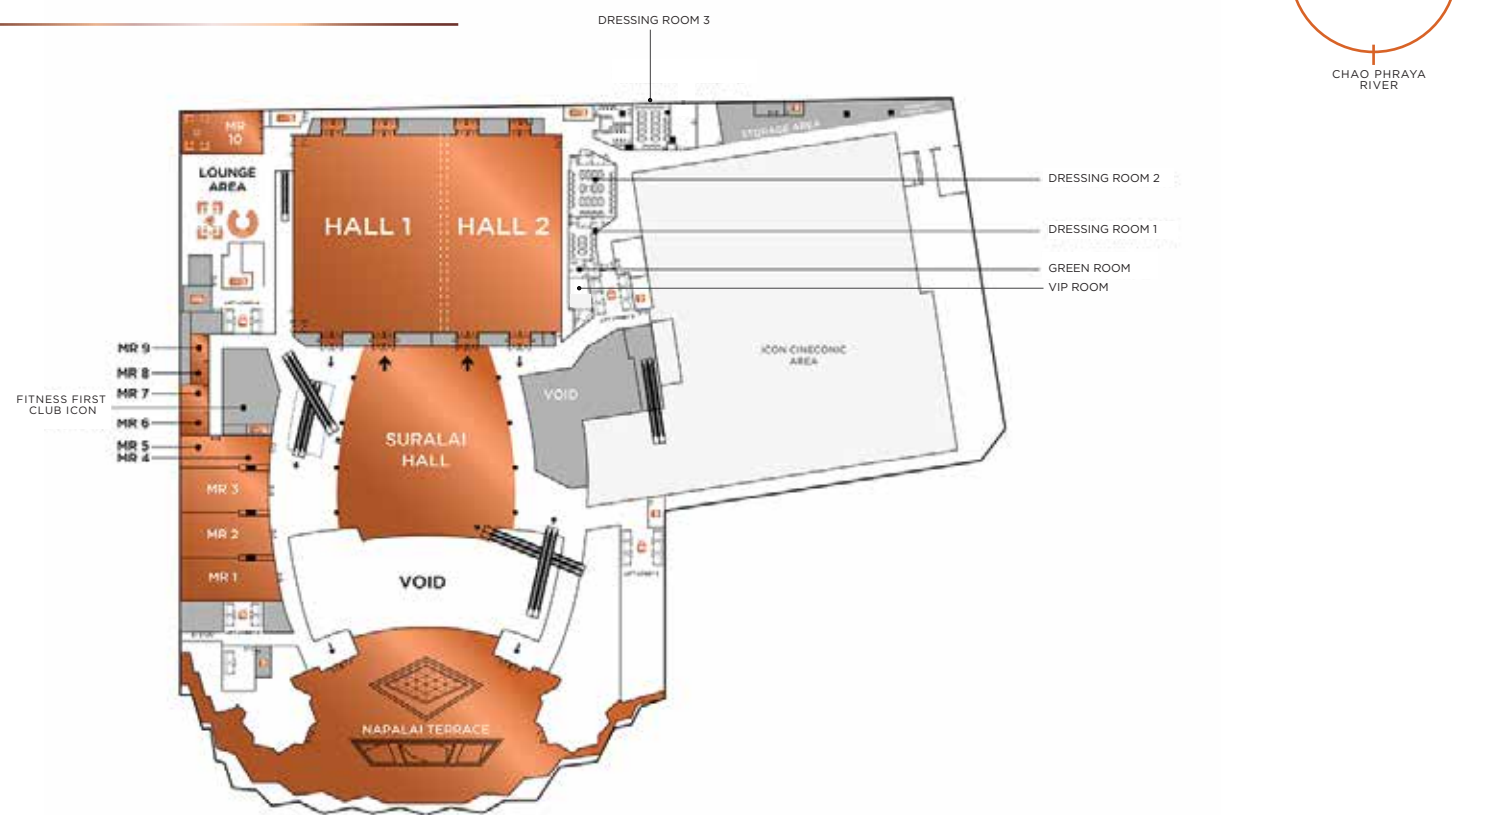 DRESSING ROOM 3
CHAO PHRAYA
RIVER
MR
10
STORAGE AREA
LOUNGE
AREA
DRESSING ROOM 2
HALL 1
HALL 2
DRESSING ROOM 1
GREEN ROOM
VIP ROOM
MR 9
MR 8
MR 7
MR 6
MR 5
MR 4
FITNESS FIRST
CLUB ICON
ICON CINECONIC
AREA
VOID
SURALAI
HALL
MR 3
MR 2
MR 1
VOID
NAPALAI TERRACE